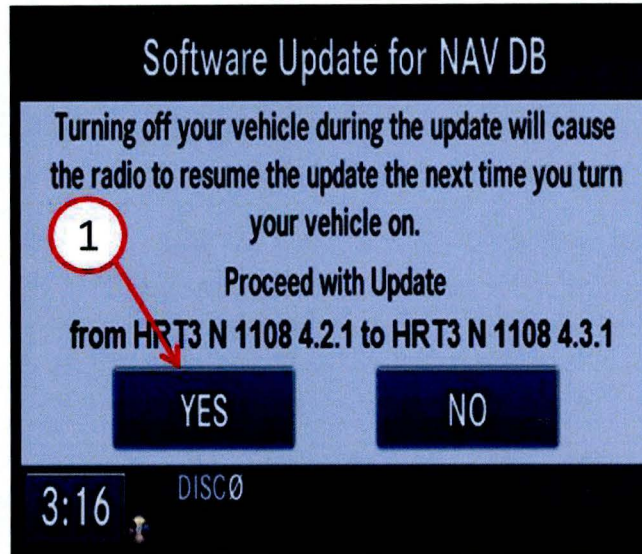 Software Update for NAV DB
Turning off your vehicle during the update will cause
the radio to resume the update the next time you turn
your vehicle on.
1
Proceed with Update
from HRT3 N 1108 4.2.1 to HRT3 N 1108 4.3.1
YES
NO
3:16
DISCØ